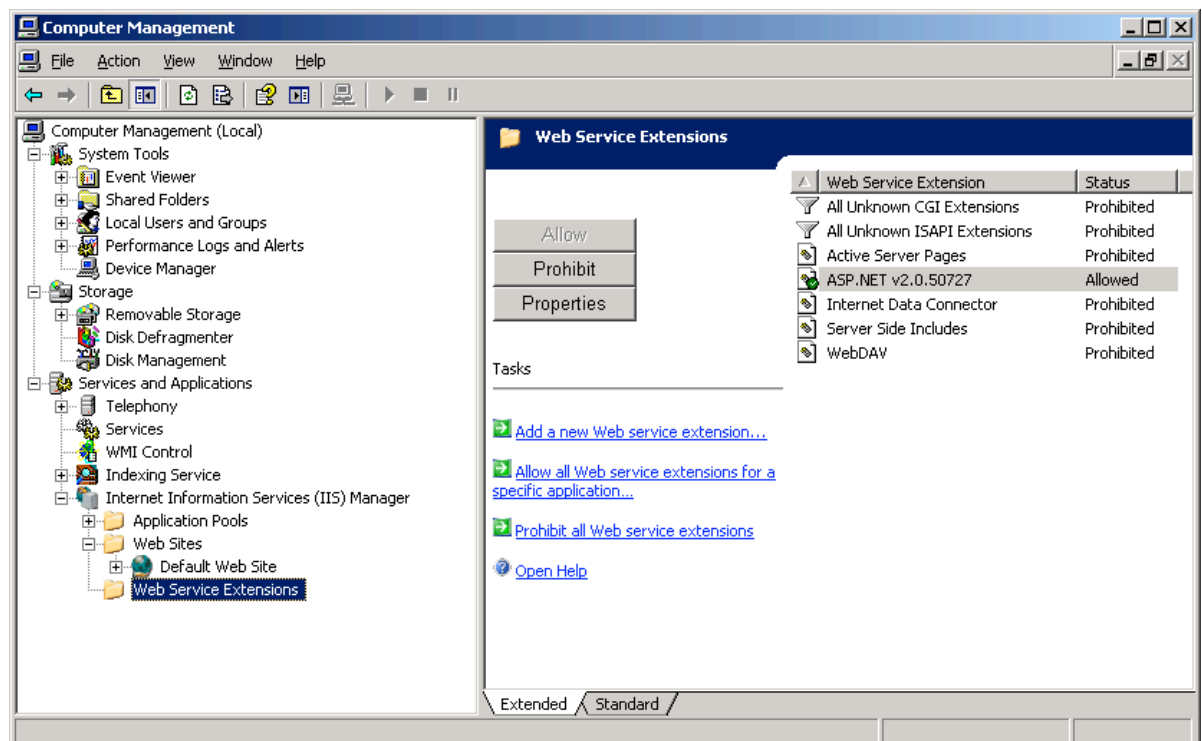 Computer Management
File Action View Window Help
Computer Management (Local)
System Tools
Event Viewer
Shared Folders
Local Users and Groups
Performance Logs and Alerts
Device Manager
Storage
Removable Storage
Disk Defragmenter
Disk Management
Services and Applications
Telephony
Services
WMI Control
Indexing Service
Internet Information Services (IIS) Manager
Application Pools
Web Sites
Default Web Site
Web Service Extensions
Web Service Extensions
Allow
Prohibit
Properties
Tasks
Add a new Web service extension...
Allow all Web service extensions for a
specific application...
Prohibit all Web service extensions
Open Help
Web Service Extension Status
All Unknown CGI Extensions Prohibited
All Unknown ISAPI Extensions Prohibited
Active Server Pages Prohibited
ASP.NET v2.0.50727 Allowed
Internet Data Connector Prohibited
Server Side Includes Prohibited
WebDAV Prohibited
Extended Standard